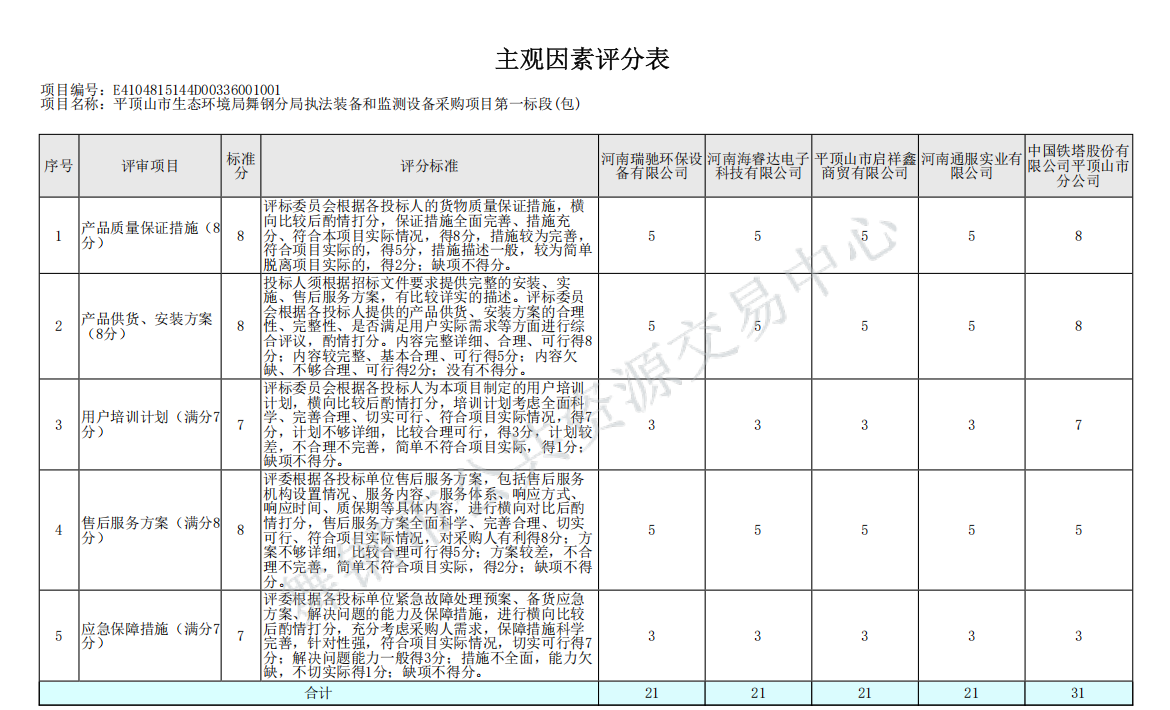 主观因素评分表
项目编号: E4104815144D00336001001
项目名称: 平顶山市生态环境局舞钢分局执法装备和监测设备采购项目第一标段(包)
序号 评审项目 标准 评分标准 河南瑞驰环保设 河南海睿达电子 平顶山市启祥鑫 河南通服实业有 中国铁塔股份有
分 备有限公司 科技有限公司 商贸有限公司 限公司 限公司平顶山市
分公司
评标委员会根据各投标人的货物质量保证措施，横
产品质量保证措施（8 向比较后酌情打分，保证措施全面完善、措施充
1 8 分、符合本项目实际情况，得8分，措施较为完善， 5 5 5 5 8
分） 符合项目实际的，得5分，措施描述一般，较为简单
脱离项目实际的，得2分；缺项不得分。
投标人须根据招标文件要求提供完整的安装、实
施、售后服务方案，有比较详实的描述。评标委员
产品供货、安装方案 会根据各投标人提供的产品供货、安装方案的合理
2 8 性、完整性、是否满足用户实际需求等方面进行综 5 5 5 5 8
（8分） 合评议，酌情打分。内容完整详细、合理、可行得8
分；内容较完整、基本合理、可行得5分；内容欠
缺、不够合理、可行得2分；没有不得分。
评标委员会根据各投标人为本项目制定的用户培训
计划，横向比较后酌情打分，培训计划考虑全面科
用户培训计划（满分7 学、完善合理、切实可行、符合项目实际情况，得7
3 7 分，计划不够详细，比较合理可行，得3分，计划较 3 3 3 3 7
分） 差，不合理不完善，简单不符合项目实际，得1分；
缺项不得分。
评委根据各投标单位售后服务方案，包括售后服务
机构设置情况、服务内容、服务体系、响应方式、
响应时间、质保期等具体内容，进行横向对比后酌
售后服务方案（满分8 情打分，售后服务方案全面科学、完善合理、切实
4 8 可行、符合项目实际情况，对采购人有利得8分；方 5 5 5 5 5
分） 案不够详细，比较合理可行得5分；方案较差，不合
理不完善，简单不符合项目实际，得2分；缺项不得
分。
评委根据各投标单位紧急故障处理预案、备货应急
方案、解决问题的能力及保障措施，进行横向比较
应急保障措施（满分7 后酌情打分，充分考虑采购人需求，保障措施科学
5 7 完善，针对性强，符合项目实际情况，切实可行得7 3 3 3 3 3
分） 分；解决问题能力一般得3分；措施不全面，能力欠
缺，不切实际得1分；缺项不得分。
合计 21 21 21 21 31
舞钢市公共资源交易中心